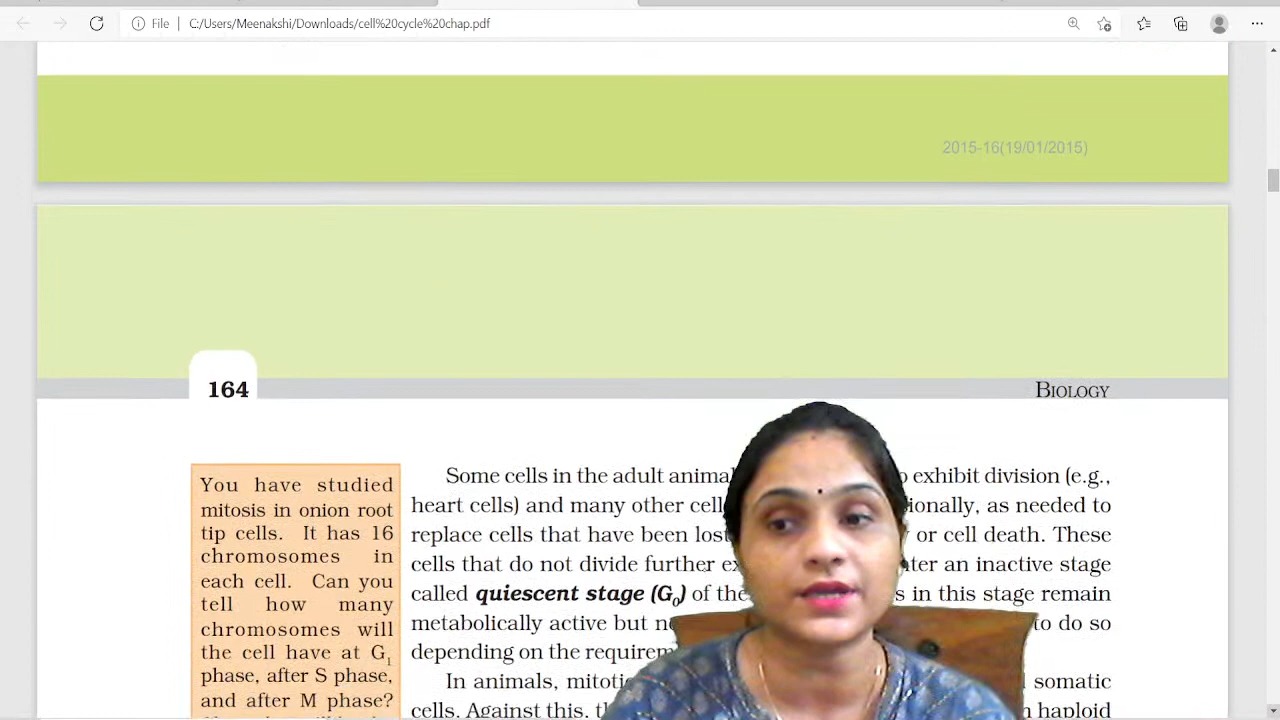 File
C:/Users/Meenakshi/Downloads/cell%20cycle%20chap.pdf
2015-16(19/01/2015)
164
BIOLOGY
You have studied
mitosis in onion root
tip cells. It has 16
chromosomes in
each cell. Can you
tell how many
chromosomes will
the cell have at G1
phase, after S phase,
and after M phase?
Some cells in the adult animal exhibit division (e.g.,
heart cells) and many other as needed to
replace cells that have been lost or cell death. These
cells that do not divide further an inactive stage
called quiescent stage (G0) of the in this stage remain
metabolically active but to do so
depending on the
In animals, somatic
cells. Against this, haploid